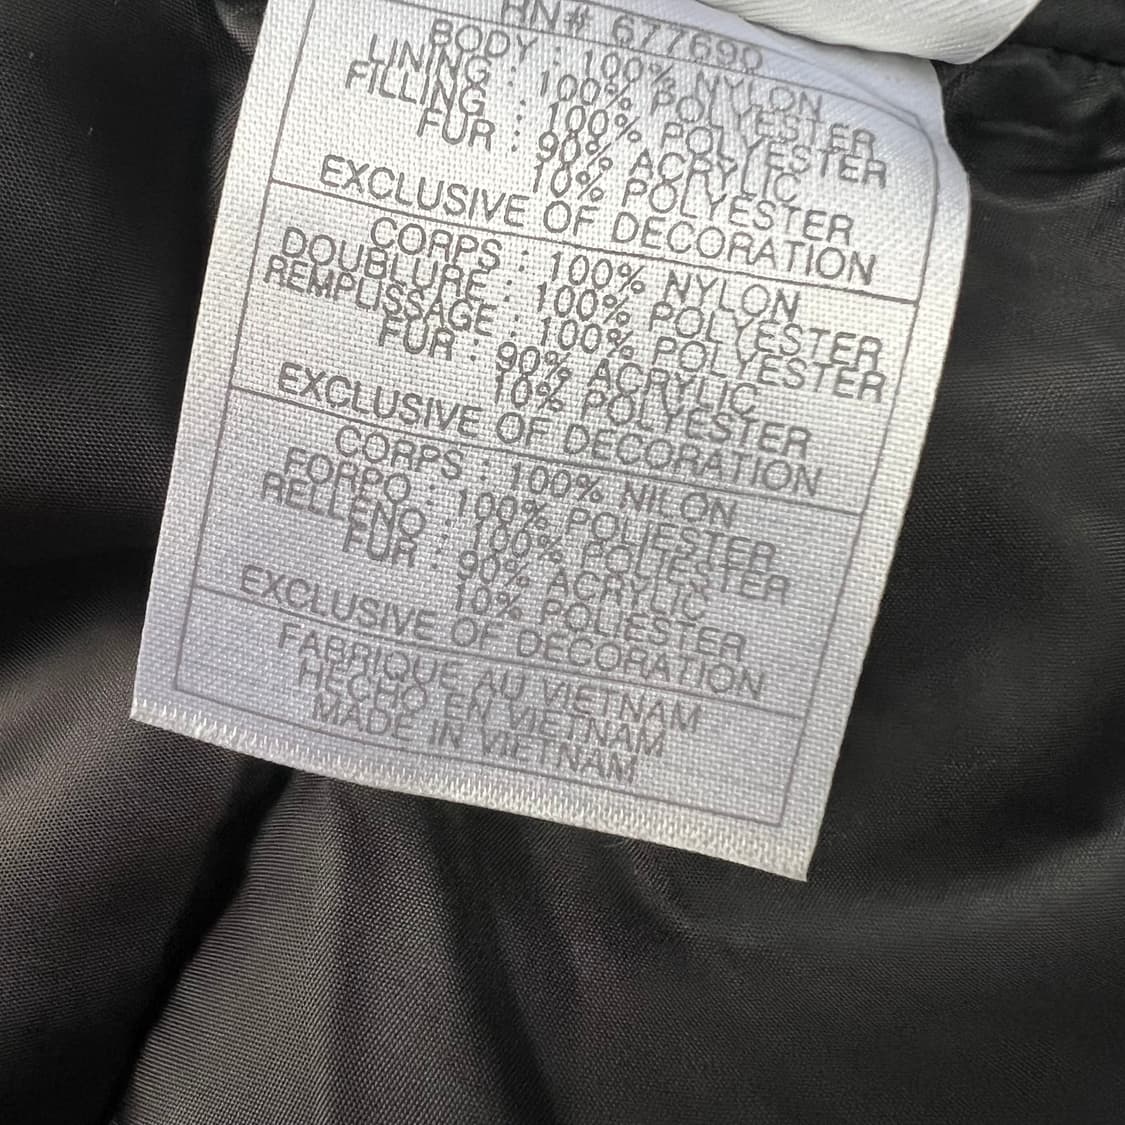 RN# 677690
BODY : 100% NYLON
LINING : 100% POLYESTER
FILLING : 100% POLYESTER
FUR : 90% ACRYLIC
10% POLYESTER
EXCLUSIVE OF DECORATION
CORPS : 100% NYLON
DOUBLURE : 100% POLYESTER
REMPLISSAGE : 100% POLYESTER
FUR : 90% ACRYLIC
10% POLYESTER
EXCLUSIVE OF DECORATION
CORPS : 100% NILON
FORPO : 100% POLIESTER
RELLENO : 100% POLIESTER
FUR : 90% ACRYLIC
10% POLIESTER
EXCLUSIVE OF DECORATION
FABRIQUE AU VIETNAM
HECHO EN VIETNAM
MADE IN VIETNAM